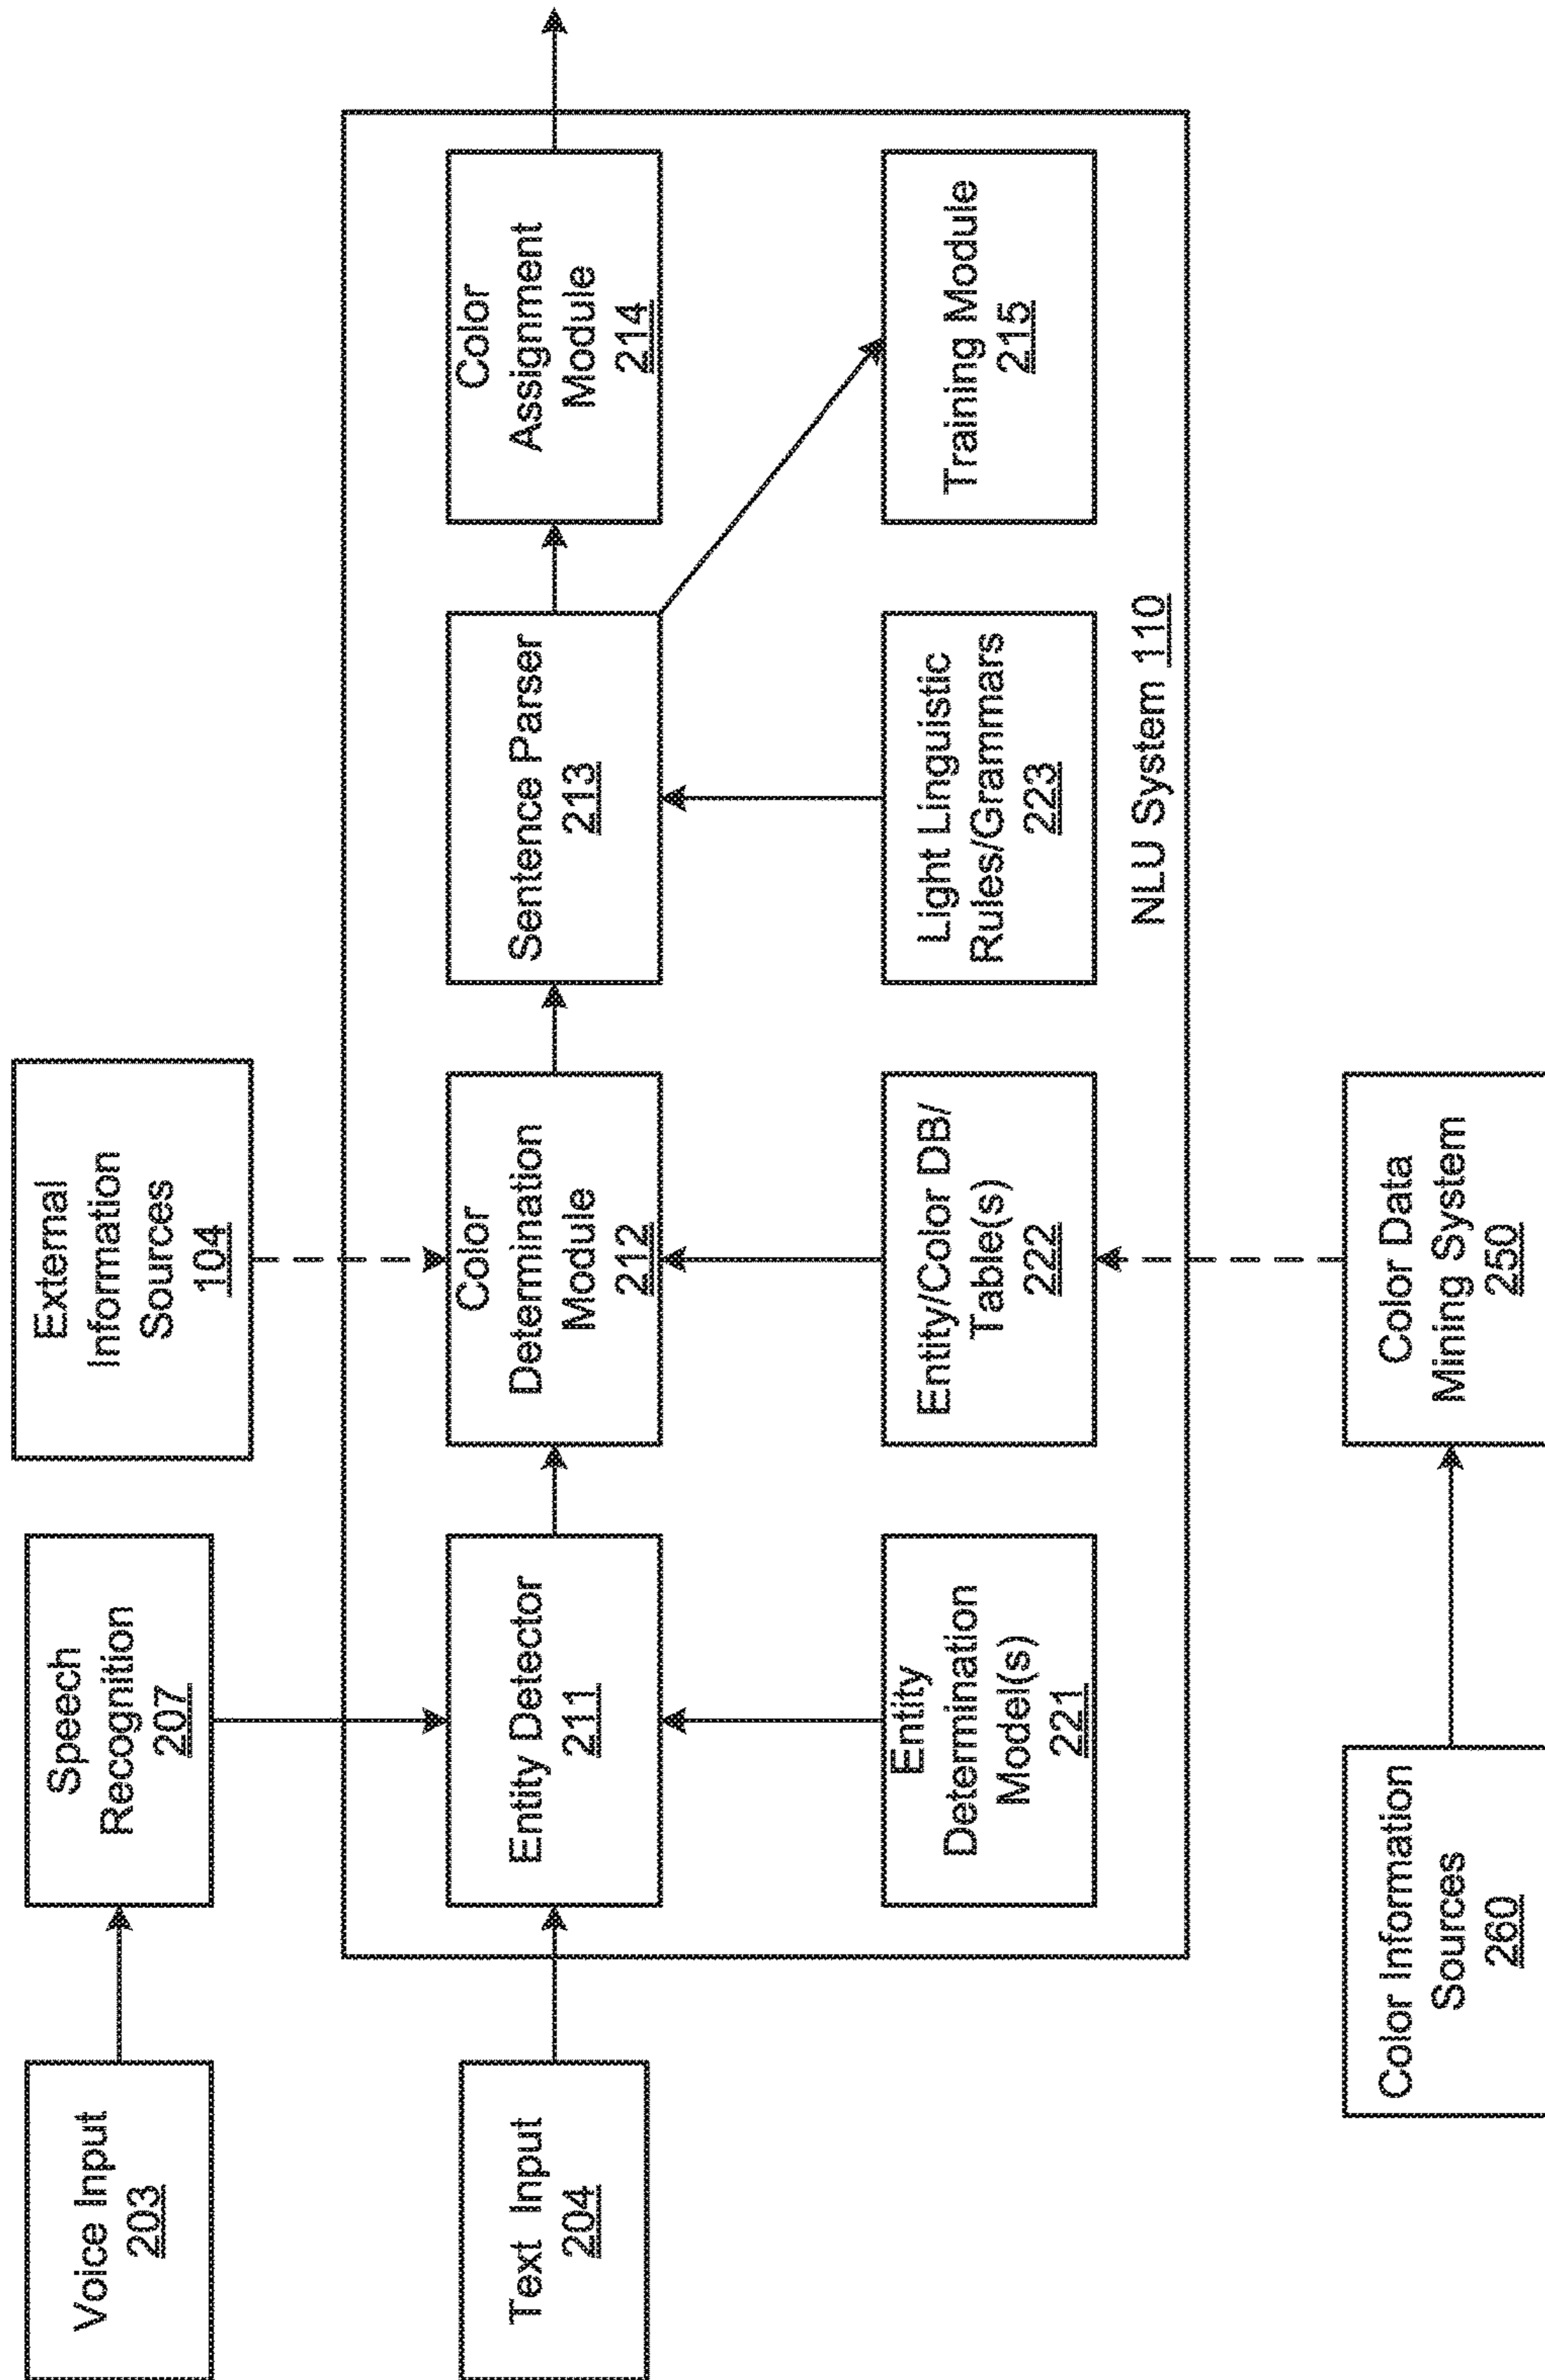 Voice Input
203
Speech
Recognition
207
External
Information
Sources
104
Text Input
204
Entity Detector
211
Color
Determination
Module
212
Sentence Parser
213
Color
Assignment
Module
214
Entity
Determination
Model(s)
221
Entity/Color DB/
Table(s)
222
Light Linguistic
Rules/Grammars
223
Training Module
215
NLU System 110
Color Information
Sources
260
Color Data
Mining System
250